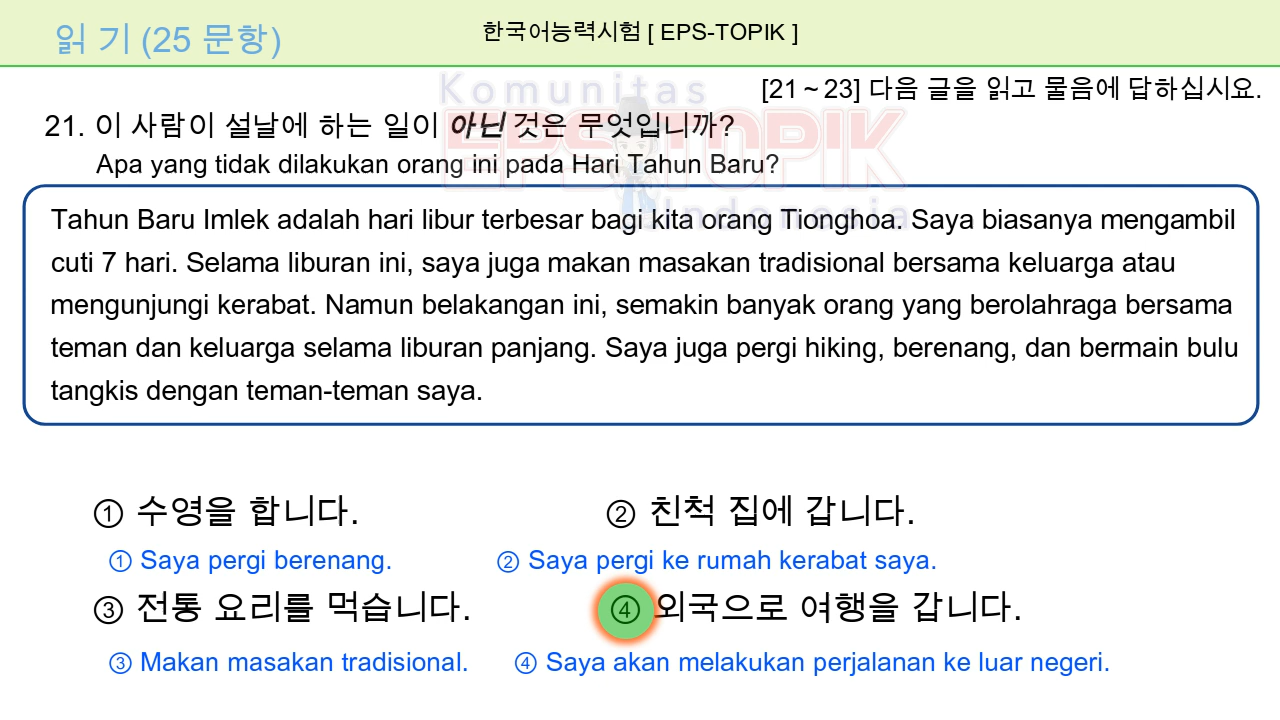 읽 기 (25 문항)
한국어능력시험 [ EPS-TOPIK ]
Komunitas
EPS TOPIK
Indonesia
[21 ~ 23] 다음 글을 읽고 물음에 답하십시요.
21. 이 사람이 설날에 하는 일이 아닌 것은 무엇입니까?
Apa yang tidak dilakukan orang ini pada Hari Tahun Baru?
Tahun Baru Imlek adalah hari libur terbesar bagi kita orang Tionghoa. Saya biasanya mengambil
cuti 7 hari. Selama liburan ini, saya juga makan masakan tradisional bersama keluarga atau
mengunjungi kerabat. Namun belakangan ini, semakin banyak orang yang berolahraga bersama
teman dan keluarga selama liburan panjang. Saya juga pergi hiking, berenang, dan bermain bulu
tangkis dengan teman-teman saya.
① 수영을 합니다. ② 친척 집에 갑니다.
① Saya pergi berenang. ② Saya pergi ke rumah kerabat saya.
③ 전통 요리를 먹습니다. ④ 외국으로 여행을 갑니다.
③ Makan masakan tradisional. ④ Saya akan melakukan perjalanan ke luar negeri.